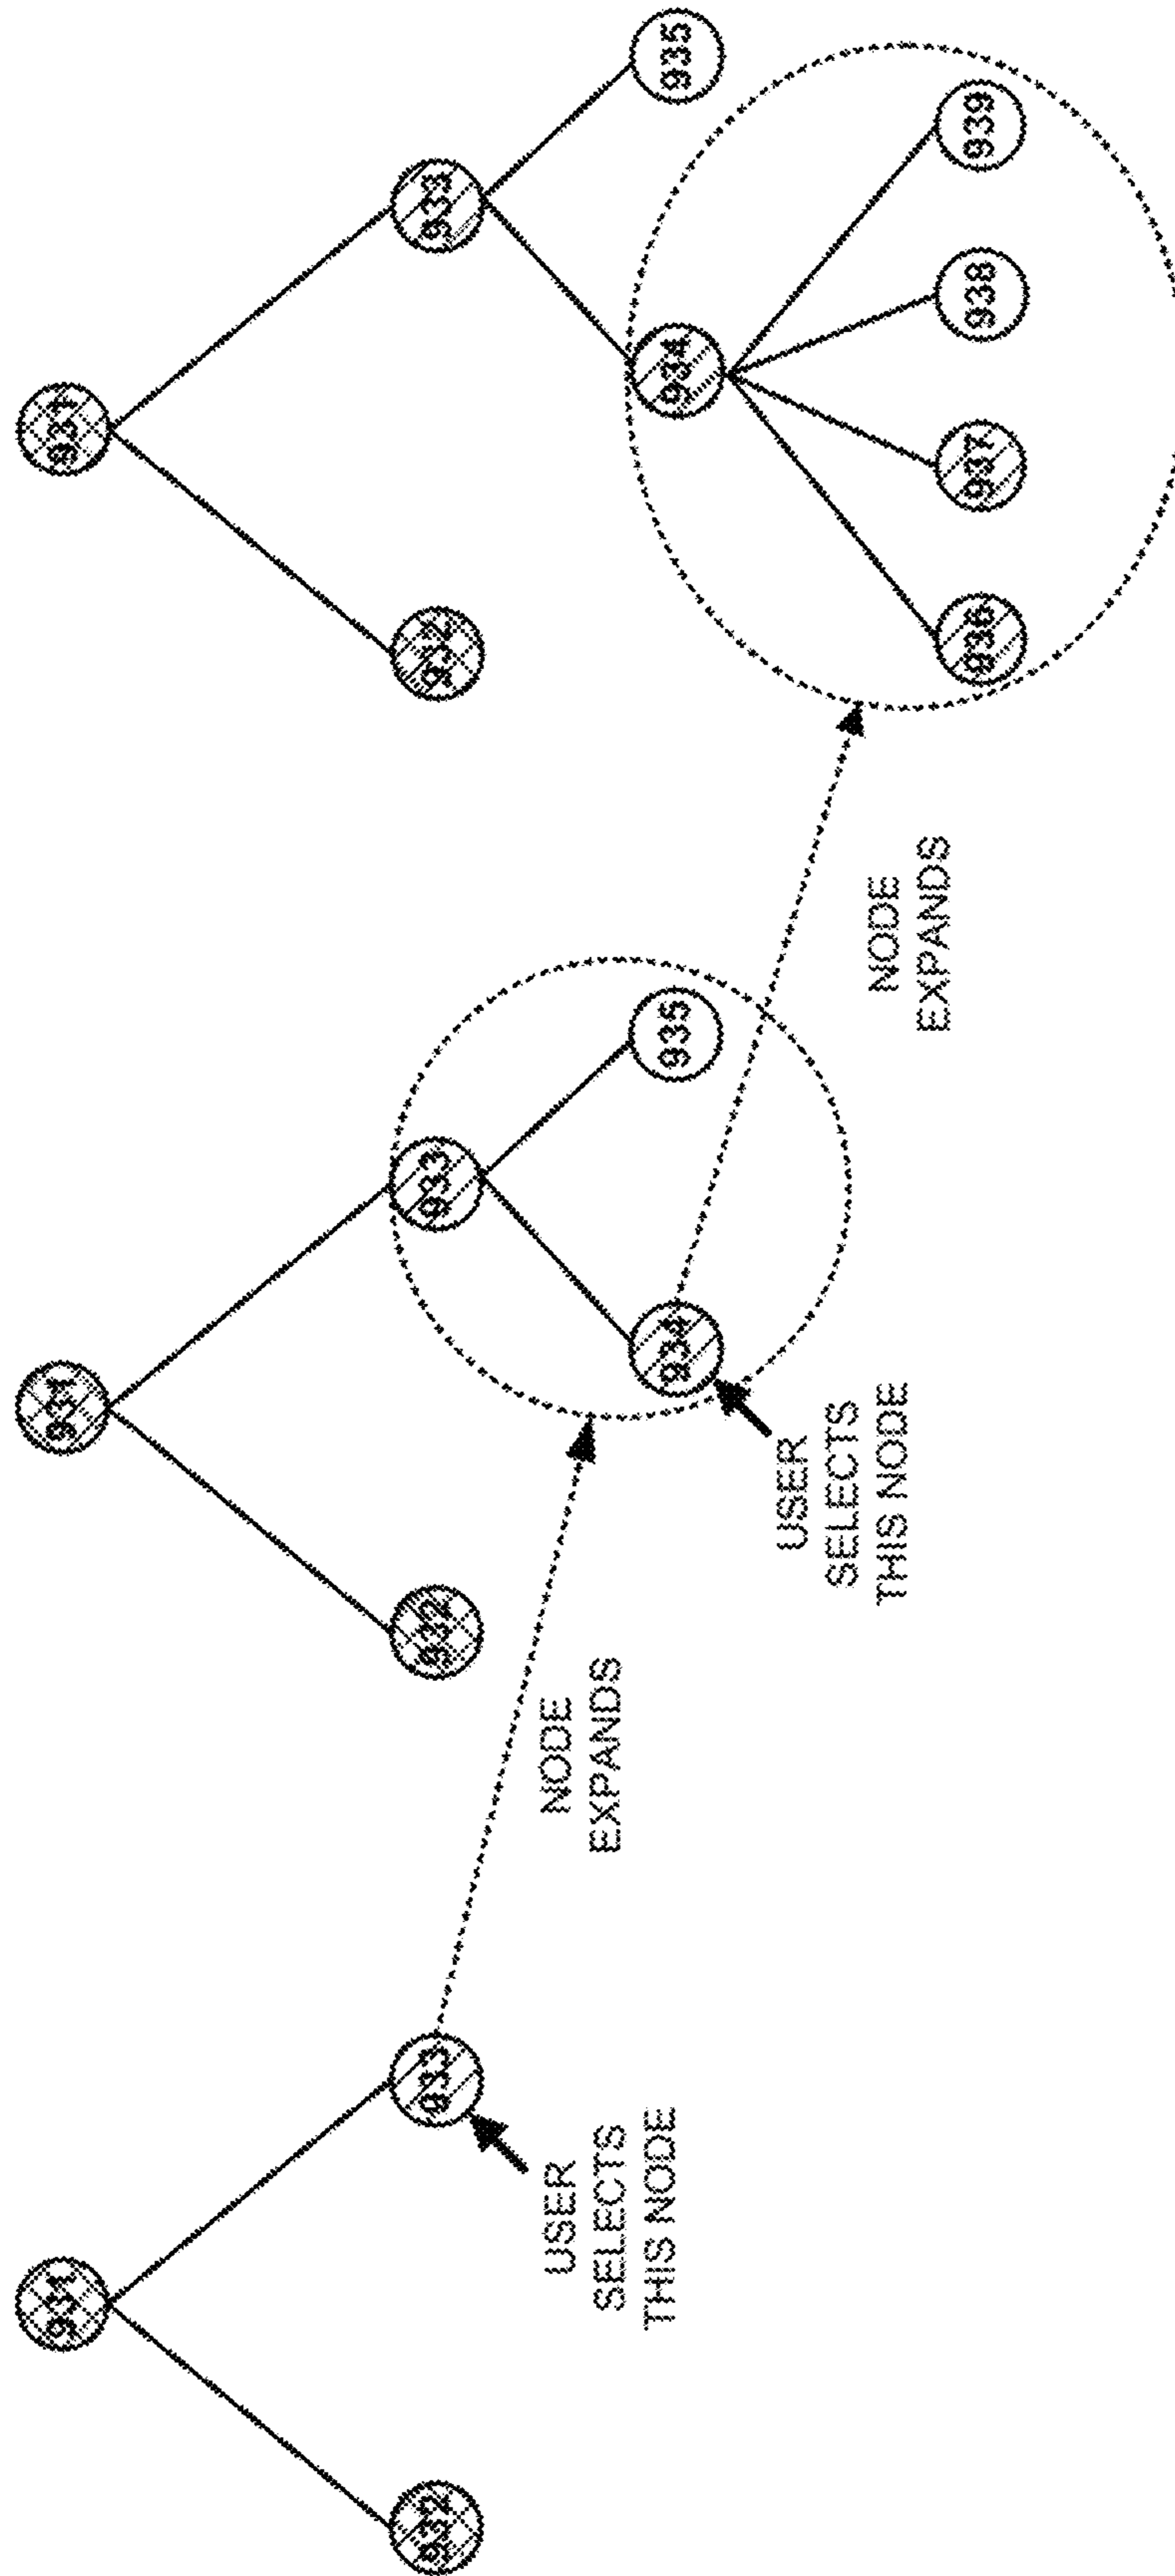 931
932
933
USER
SELECTS
THIS NODE
NODE
EXPANDS
931
932
933
934
935
USER
SELECTS
THIS NODE
NODE
EXPANDS
931
932
933
934
935
936
937
938
939